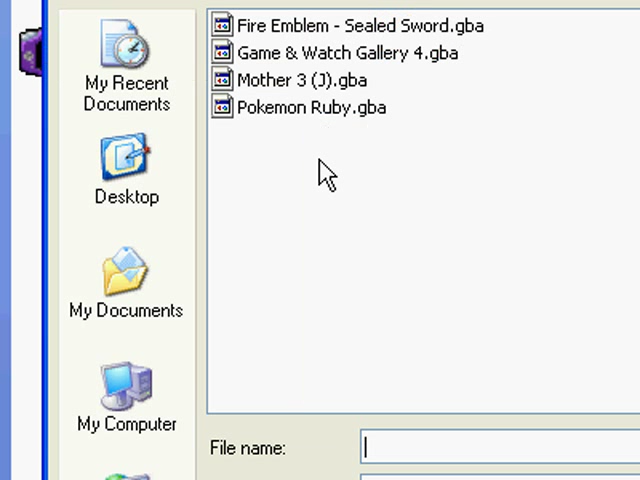 Fire Emblem - Sealed Sword.gba
Game & Watch Gallery 4.gba
Mother 3 (J).gba
Pokemon Ruby.gba
My Recent
Documents
Desktop
My Documents
My Computer
File name: